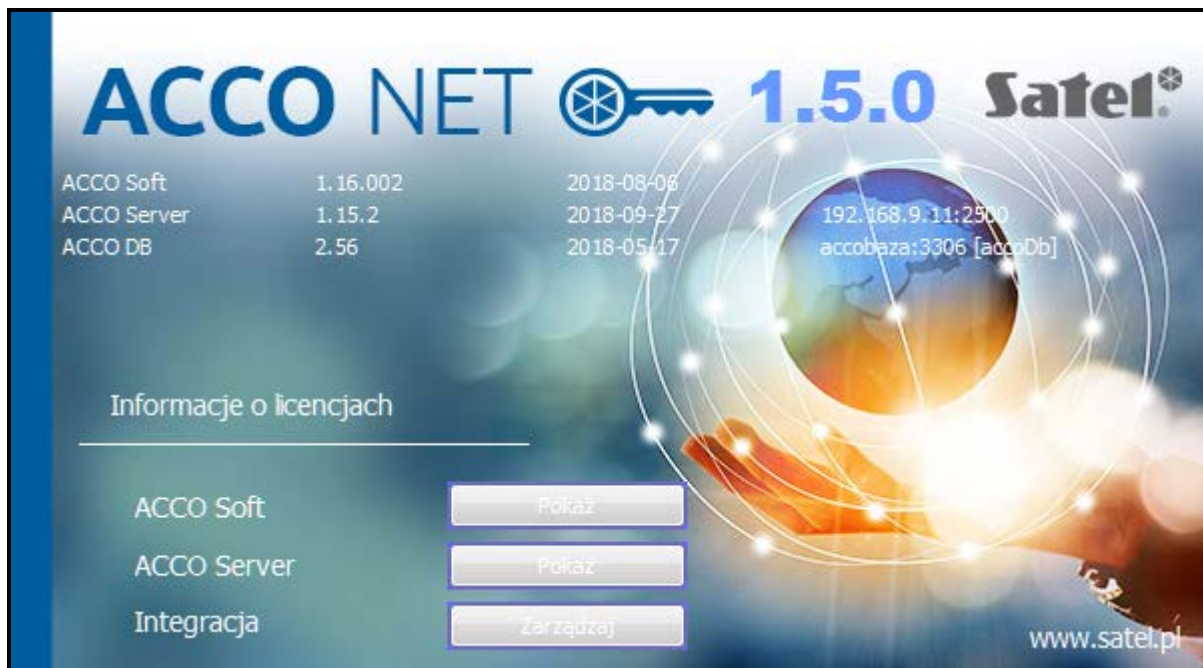 ACCO NET 1.5.0 Satel®
ACCO Soft 1.16.002 2018-08-06
ACCO Server 1.15.2 2018-09-27 192.168.9.11:2500
ACCO DB 2.56 2018-05-17 accobaza:3306 [accoDb]
Informacje o licencjach
ACCO Soft Pokaż
ACCO Server Pokaż
Integracja Zarządzaj
www.satel.pl